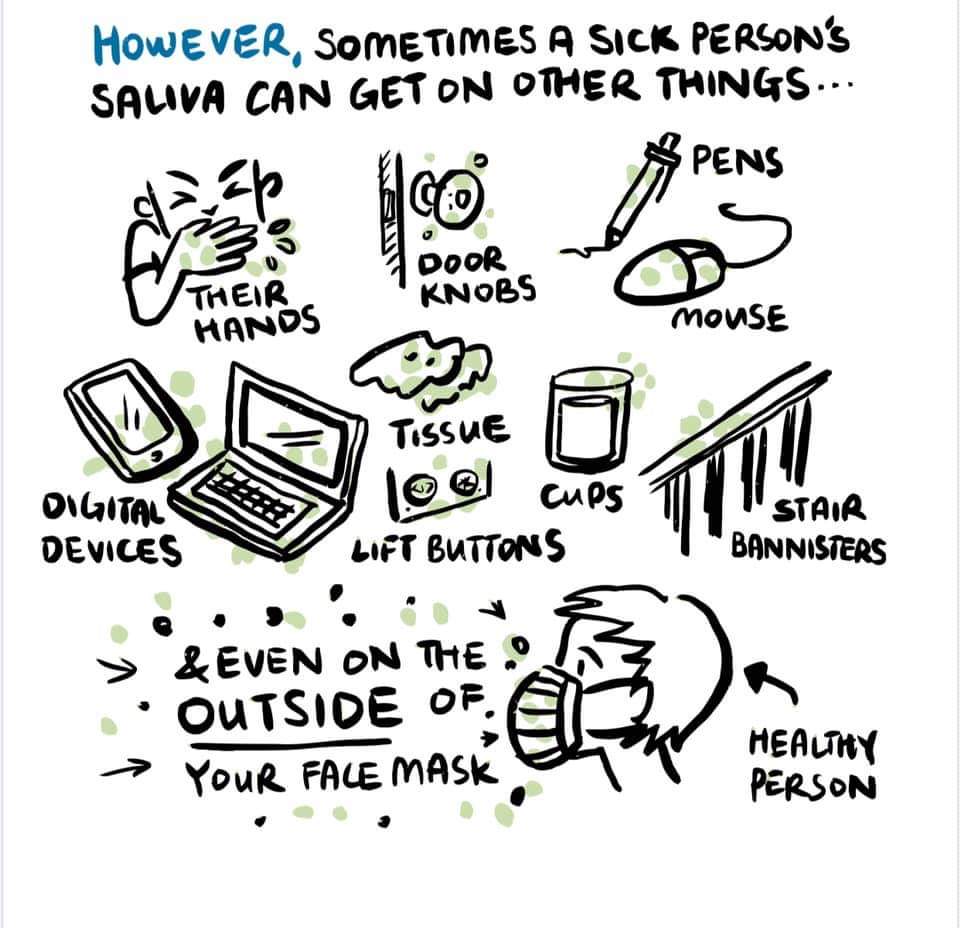 HOWEVER, SOMETIMES A SICK PERSON'S
SALIVA CAN GET ON OTHER THINGS...
THEIR
HANDS
DOOR
KNOBS
PENS
MOUSE
DIGITAL
DEVICES
TISSUE
LIFT BUTTONS
CUPS
STAIR
BANNISTERS
& EVEN ON THE
OUTSIDE OF
YOUR FACE MASK
HEALTHY
PERSON